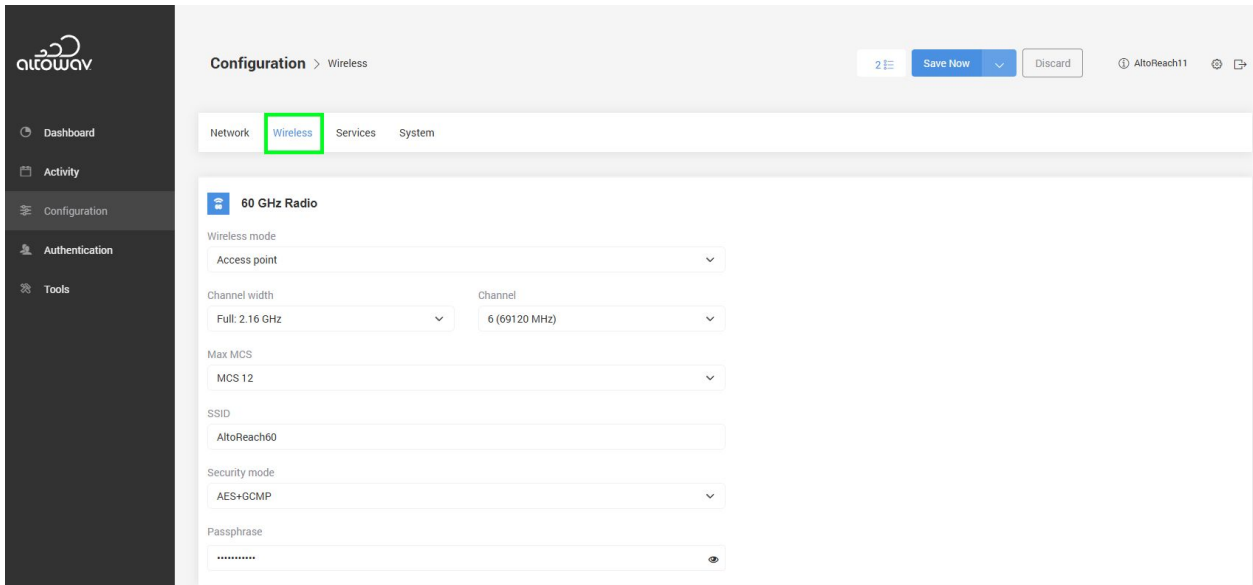 altowav
Configuration > Wireless
2
Save Now
Discard
AltoReach11
Dashboard
Activity
Configuration
Authentication
Tools
Network Wireless Services System
60 GHz Radio
Wireless mode
Access point
Channel width Channel
Full: 2.16 GHz 6 (69120 MHz)
Max MCS
MCS 12
SSID
AltoReach60
Security mode
AES+GCMP
Passphrase
•••••••••••